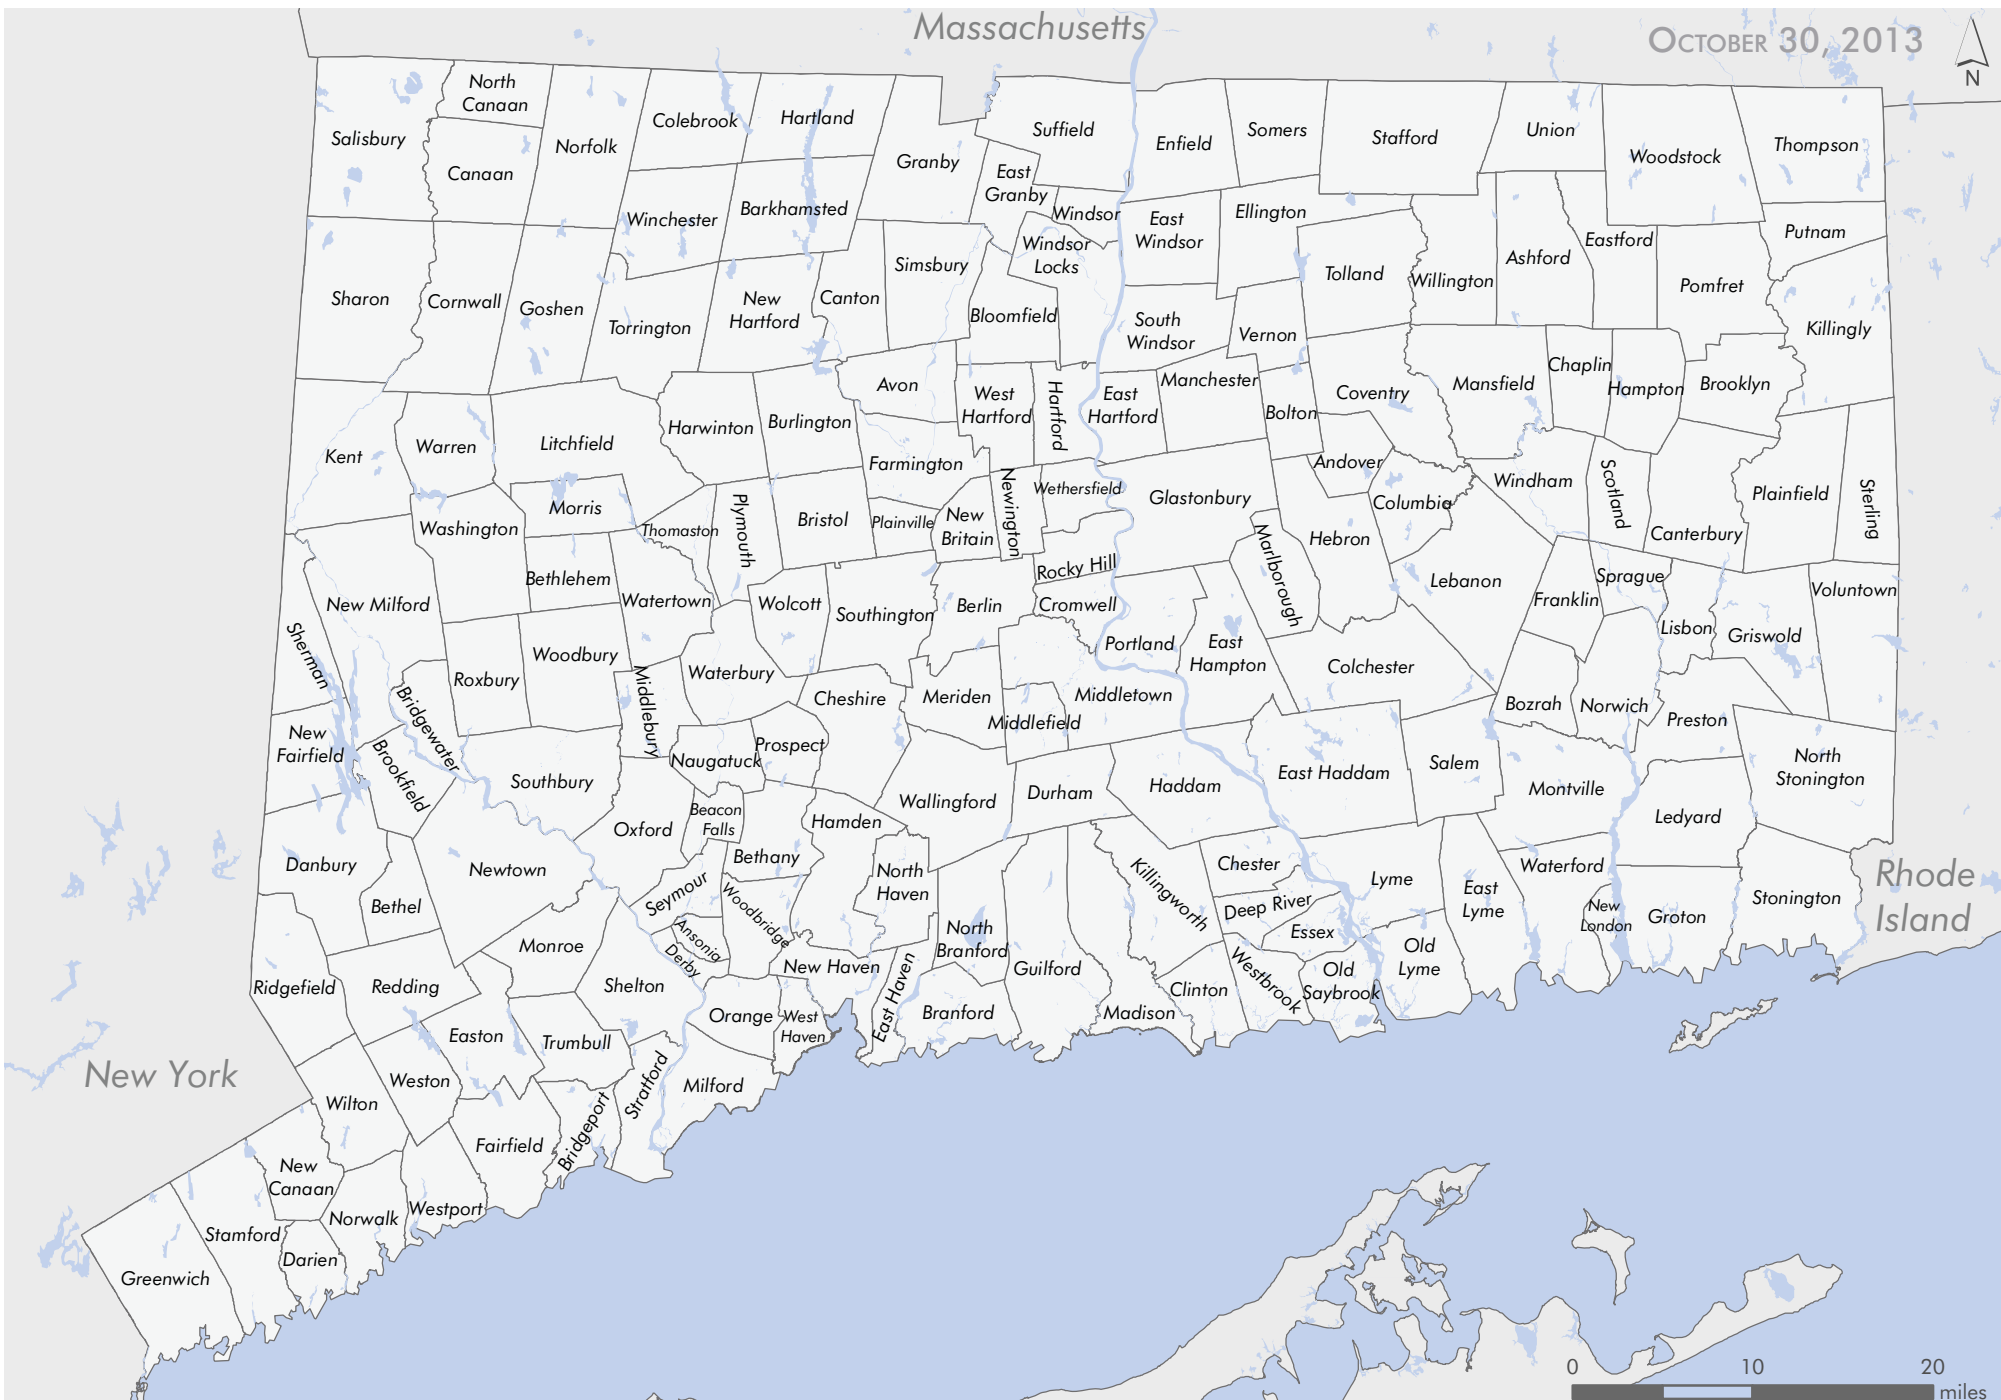 Massachusetts
October 30, 2013
N
North
Canaan
Salisbury
Canaan
Norfolk
Colebrook
Hartland
Granby
Suffield
East
Granby
Enfield
Somers
Stafford
Union
Woodstock
Thompson
Winchester
Barkhamsted
Windsor
Windsor
Locks
East
Windsor
Ellington
Ashford
Eastford
Putnam
Sharon
Cornwall
Goshen
Torrington
New
Hartford
Canton
Simsbury
Bloomfield
South
Windsor
Vernon
Tolland
Willington
Pomfret
Killingly
Kent
Warren
Litchfield
Harwinton
Burlington
Avon
West
Hartford
Hartford
East
Hartford
Manchester
Bolton
Coventry
Mansfield
Chaplin
Hampton
Brooklyn
Farmington
Andover
Windham
Scotland
Washington
Morris
Thomaston
Plymouth
Bristol
Plainville
New
Britain
Newington
Wethersfield
Glastonbury
Marlborough
Hebron
Columbia
Canterbury
Plainfield
Sterling
New Milford
Bethlehem
Watertown
Wolcott
Southington
Berlin
Rocky Hill
Cromwell
Lebanon
Franklin
Sprague
Lisbon
Griswold
Voluntown
Sherman
Bridgewater
Roxbury
Woodbury
Middlebury
Waterbury
Cheshire
Meriden
Middletown
Middlefield
Portland
East
Hampton
Colchester
Bozrah
Norwich
Preston
New
Fairfield
Brookfield
Southbury
Naugatuck
Prospect
Wallingford
Durham
Haddam
East Haddam
Salem
Montville
Ledyard
North
Stonington
Danbury
Bethel
Newtown
Oxford
Beacon
Falls
Bethany
Hamden
North
Haven
Killingworth
Chester
Deep River
Essex
Lyme
East
Lyme
Waterford
New
London
Groton
Stonington
Rhode
Island
Seymour
Woodbridge
Ansonia
Derby
Ridgefield
Redding
Monroe
Shelton
New Haven
East Haven
North
Branford
Guilford
Branford
Madison
Clinton
Westbrook
Old
Saybrook
Old
Lyme
New York
Easton
Trumbull
Orange
West
Haven
Weston
Wilton
Stratford
Milford
Fairfield
Bridgeport
New
Canaan
Norwalk
Westport
Stamford
Darien
Greenwich
0
10
20
miles